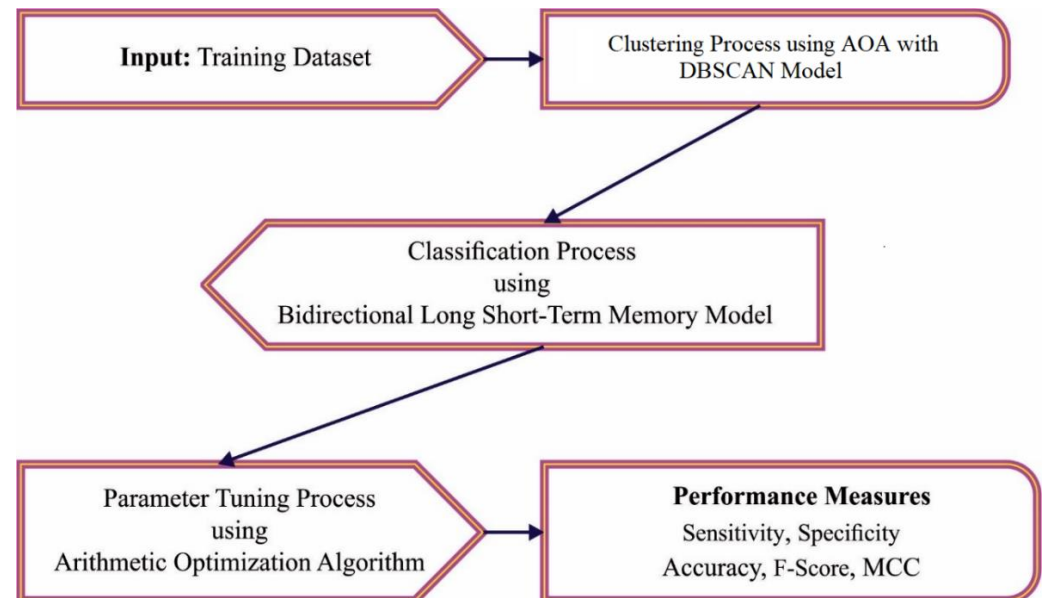 Input: Training Dataset
Clustering Process using AOA with
DBSCAN Model
Classification Process
using
Bidirectional Long Short-Term Memory Model
Parameter Tuning Process
using
Arithmetic Optimization Algorithm
Performance Measures
Sensitivity, Specificity
Accuracy, F-Score, MCC